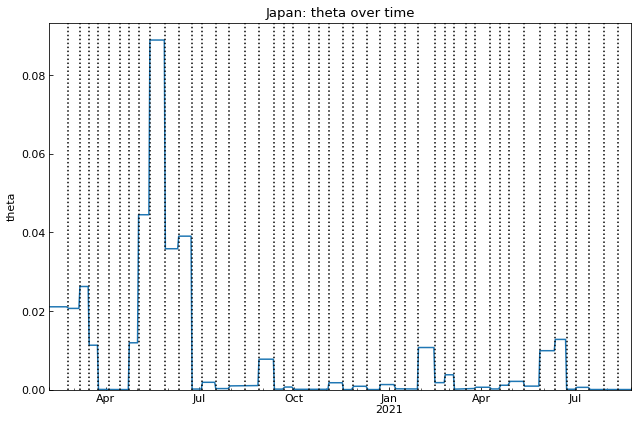 Japan: theta over time
theta
0.08
0.06
0.04
0.02
0.00
Apr
Jul
Oct
Jan
2021
Apr
Jul